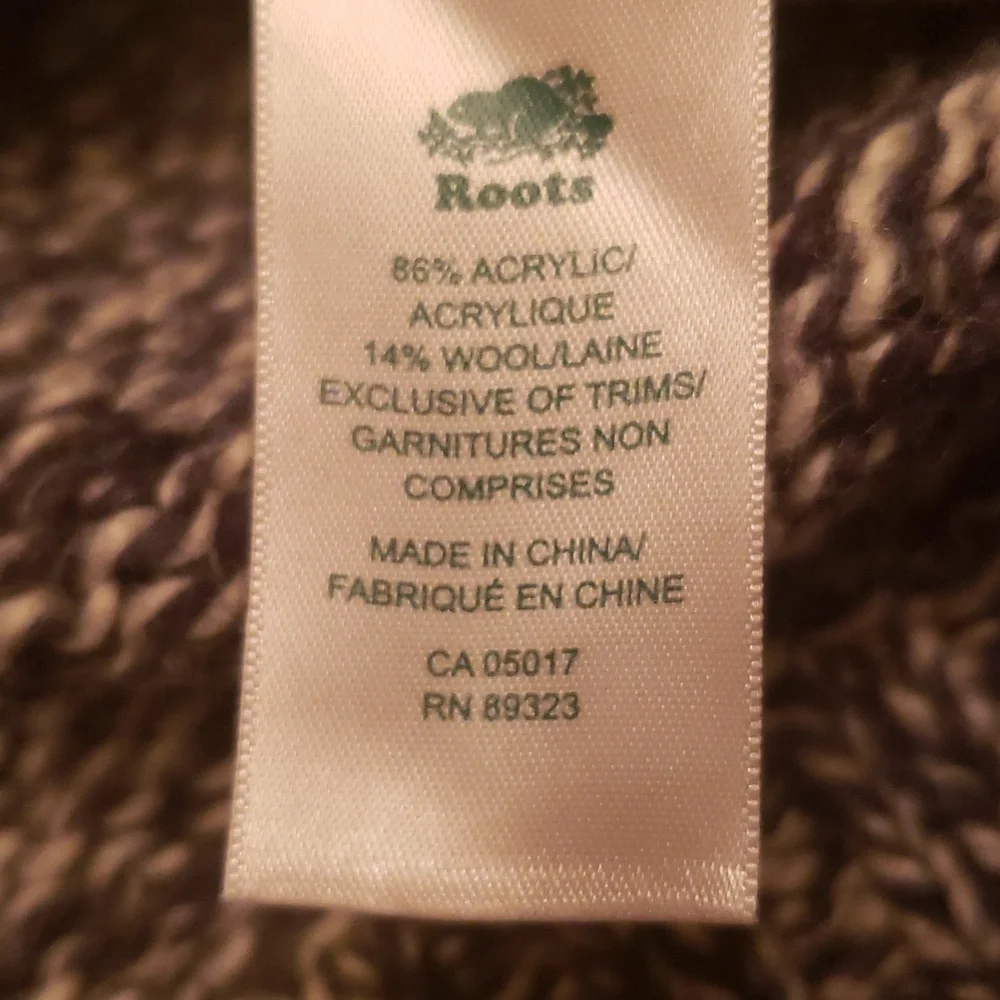 Roots
86% ACRYLIC/
ACRYLIQUE
14% WOOL/LAINE
EXCLUSIVE OF TRIMS/
GARNITURES NON
COMPRISES
MADE IN CHINA/
FABRIQUÉ EN CHINE
CA 05017
RN 89323